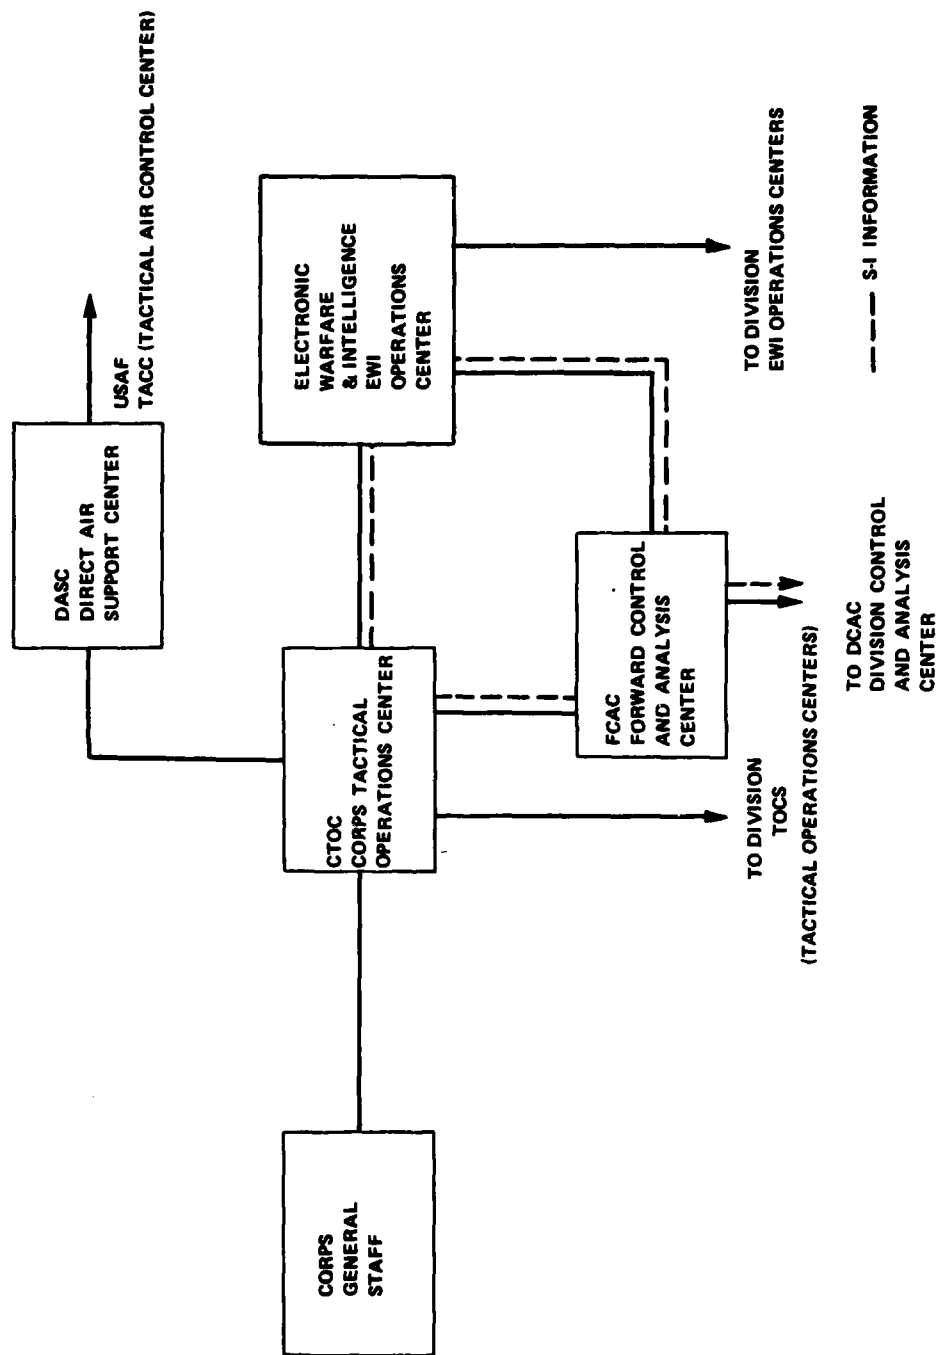 DASC
DIRECT AIR
SUPPORT CENTER
USAF
TACC (TACTICAL AIR CONTROL CENTER)
CORPS
GENERAL
STAFF
CTOC
CORPS TACTICAL
OPERATIONS CENTER
ELECTRONIC
WARFARE
& INTELLIGENCE
EWI
OPERATIONS
CENTER
FCAC
FORWARD CONTROL
AND ANALYSIS
CENTER
TO DIVISION
TOCS
(TACTICAL OPERATIONS CENTERS)
TO DCAC
DIVISION CONTROL
AND ANALYSIS
CENTER
TO DIVISION
EWI OPERATIONS CENTERS
S-I INFORMATION